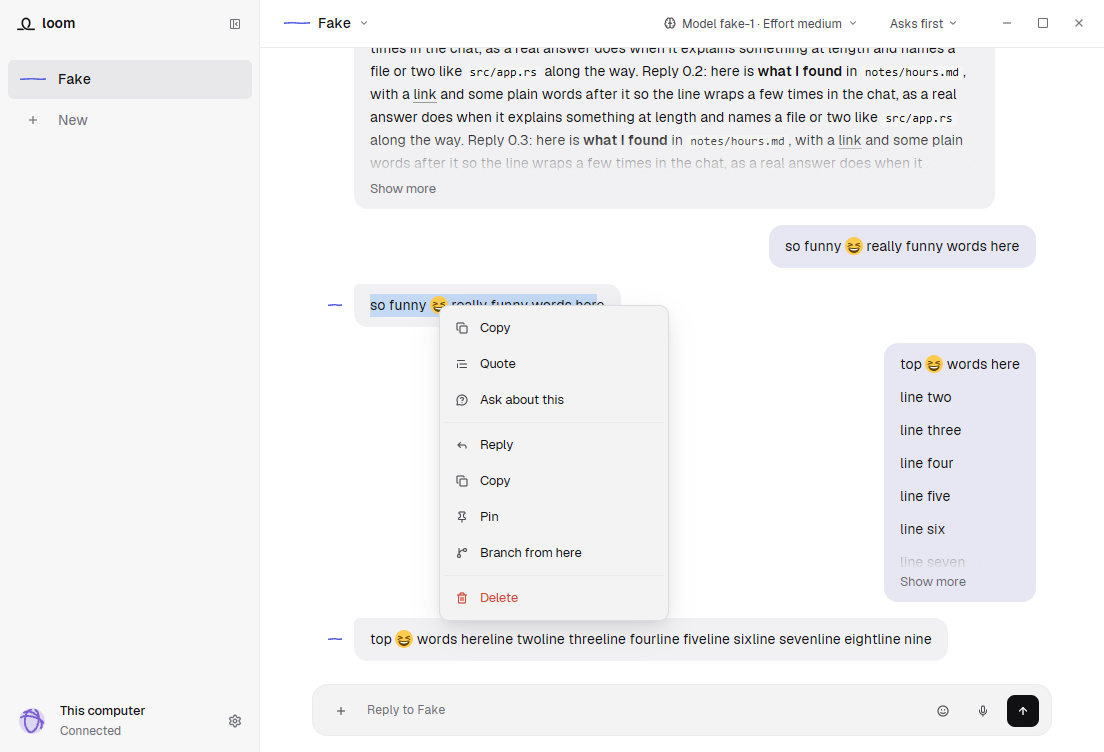 loom
Fake
Model fake-1 · Effort medium
Asks first
Fake
New
times in the chat, as a real answer does when it explains something at length and names a
file or two like src/app.rs along the way. Reply 0.2: here is what I found in notes/hours.md,
with a link and some plain words after it so the line wraps a few times in the chat, as a real
answer does when it explains something at length and names a file or two like src/app.rs
along the way. Reply 0.3: here is what I found in notes/hours.md, with a link and some plain
words after it so the line wraps a few times in the chat, as a real answer does when it
Show more
so funny 😆 really funny words here
so funny 😆 really funny words here
Copy
Quote
Ask about this
Reply
Copy
Pin
Branch from here
Delete
top 😆 words here
line two
line three
line four
line five
line six
line seven
Show more
top 😆 words hereline twoline threeline fourline fiveline sixline sevenline eightline nine
Reply to Fake
This computer
Connected